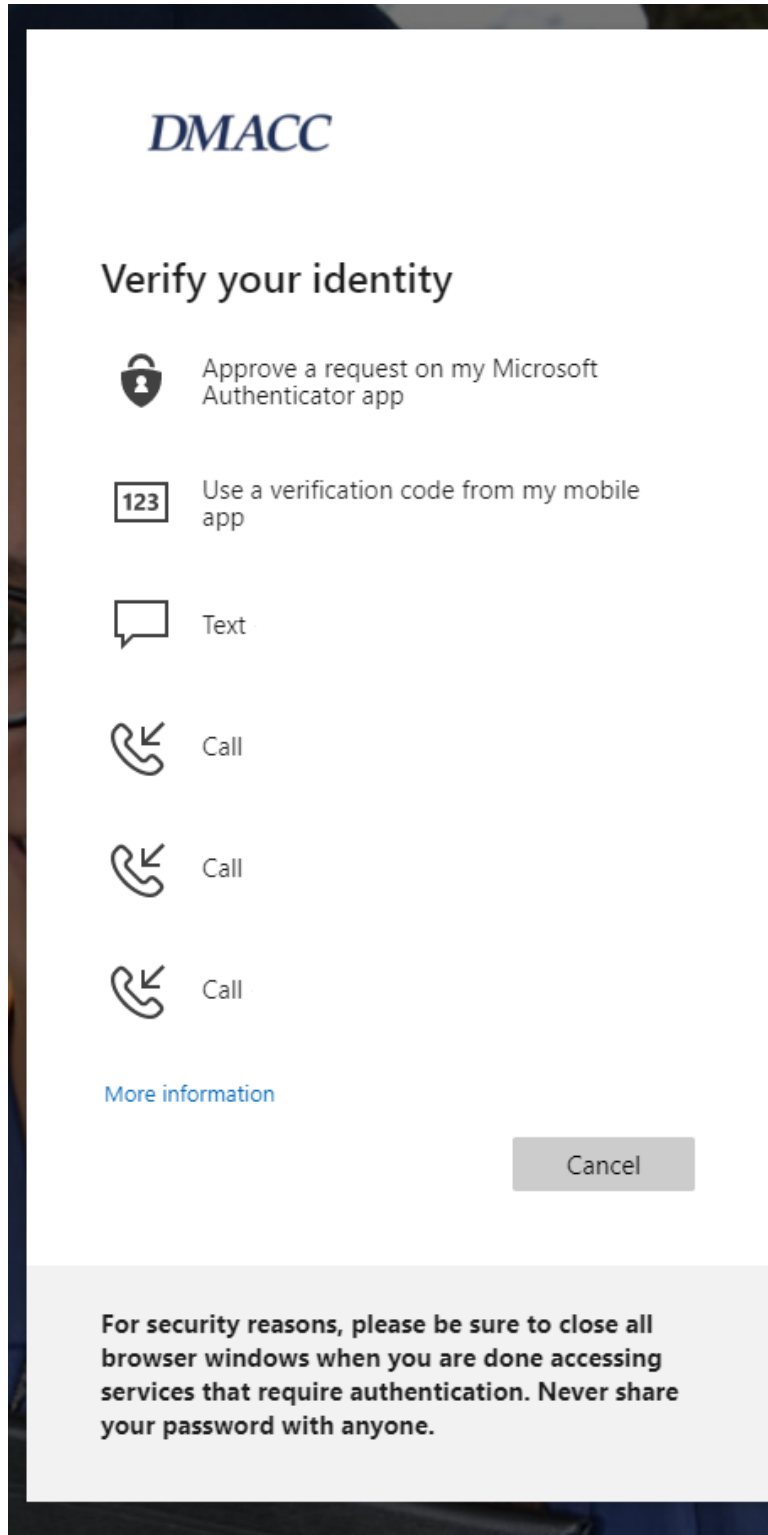 DMACC
Verify your identity
Approve a request on my Microsoft
Authenticator app
123
Use a verification code from my mobile
app
Text
Call
Call
Call
More information
Cancel
For security reasons, please be sure to close all
browser windows when you are done accessing
services that require authentication. Never share
your password with anyone.